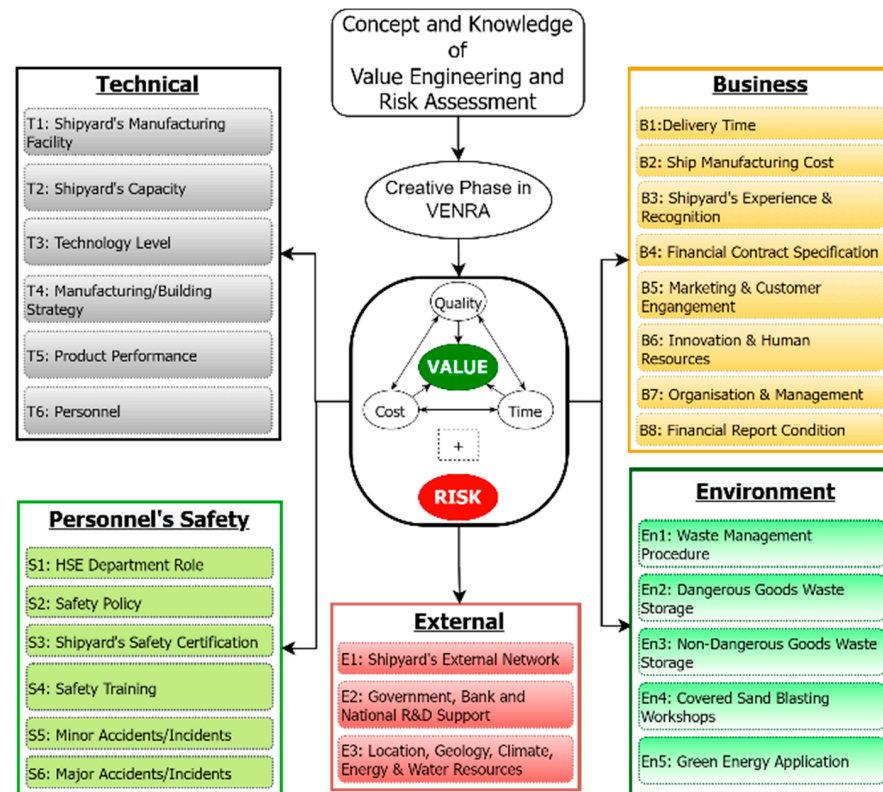 Concept and Knowledge
of
Value Engineering and
Risk Assessment
Creative Phase in
VENRA
Quality
VALUE
Cost
Time
+
RISK
Technical
T1: Shipyard's Manufacturing
Facility
T2: Shipyard's Capacity
T3: Technology Level
T4: Manufacturing/Building
Strategy
T5: Product Performance
T6: Personnel
Business
B1:Delivery Time
B2: Ship Manufacturing Cost
B3: Shipyard's Experience &
Recognition
B4: Financial Contract Specification
B5: Marketing & Customer
Engangement
B6: Innovation & Human
Resources
B7: Organisation & Management
B8: Financial Report Condition
Personnel's Safety
S1: HSE Department Role
S2: Safety Policy
S3: Shipyard's Safety Certification
S4: Safety Training
S5: Minor Accidents/Incidents
S6: Major Accidents/Incidents
External
E1: Shipyard's External Network
E2: Government, Bank and
National R&D Support
E3: Location, Geology, Climate,
Energy & Water Resources
Environment
En1: Waste Management
Procedure
En2: Dangerous Goods Waste
Storage
En3: Non-Dangerous Goods Waste
Storage
En4: Covered Sand Blasting
Workshops
En5: Green Energy Application